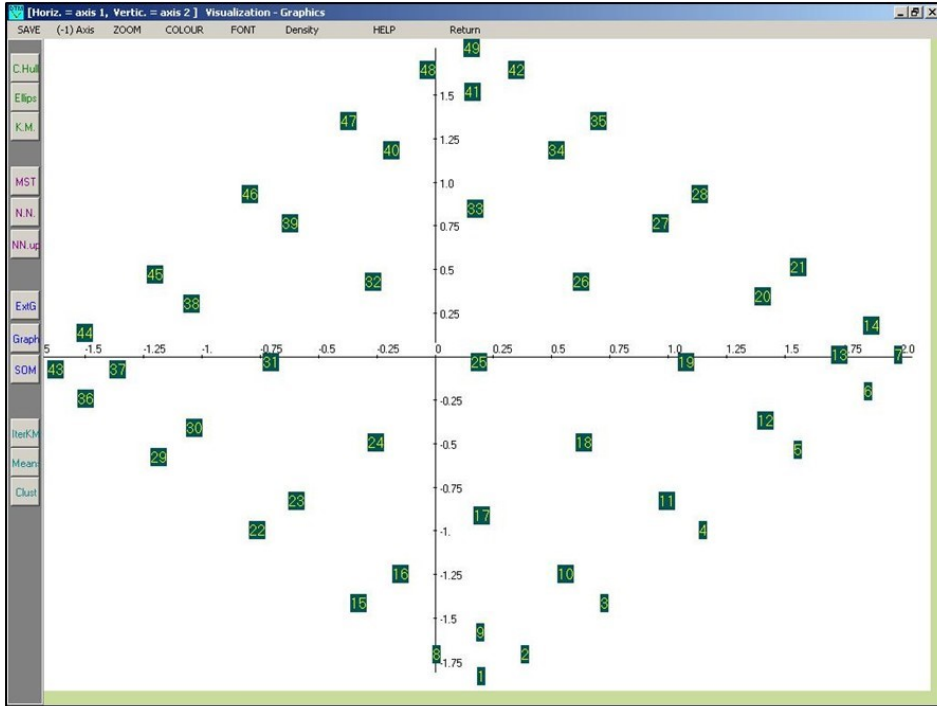 [Horiz. = axis 1, Vertic. = axis 2 ] Visualization - Graphics
SAVE (-1) Axis ZOOM COLOUR FONT Density HELP Return
49
48 42
C.Hull
41
Ellips 1.5
47 35
K.M.
1.25
40 34
MST 1.0
46 28
N.N. 33
39 0.75 27
NN.up
0.5 21
45
32 26
20
38 0.25
ExtG
14
44
Graph
5 -1.5 -1.25 -1. -0.75 -0.5 0 0.25 0.5 0.75 1.25 1.5 1.75 2.0
31 25 19 13 7
43 37
SOM
6
36 -0.25
12
IterKM 30
24 -0.5 18 5
Means 29
Clust -0.75
23 11
17
22 -1. 4
16 -1.25 10
15 -1.5 3
9
8 -1.75 2
1